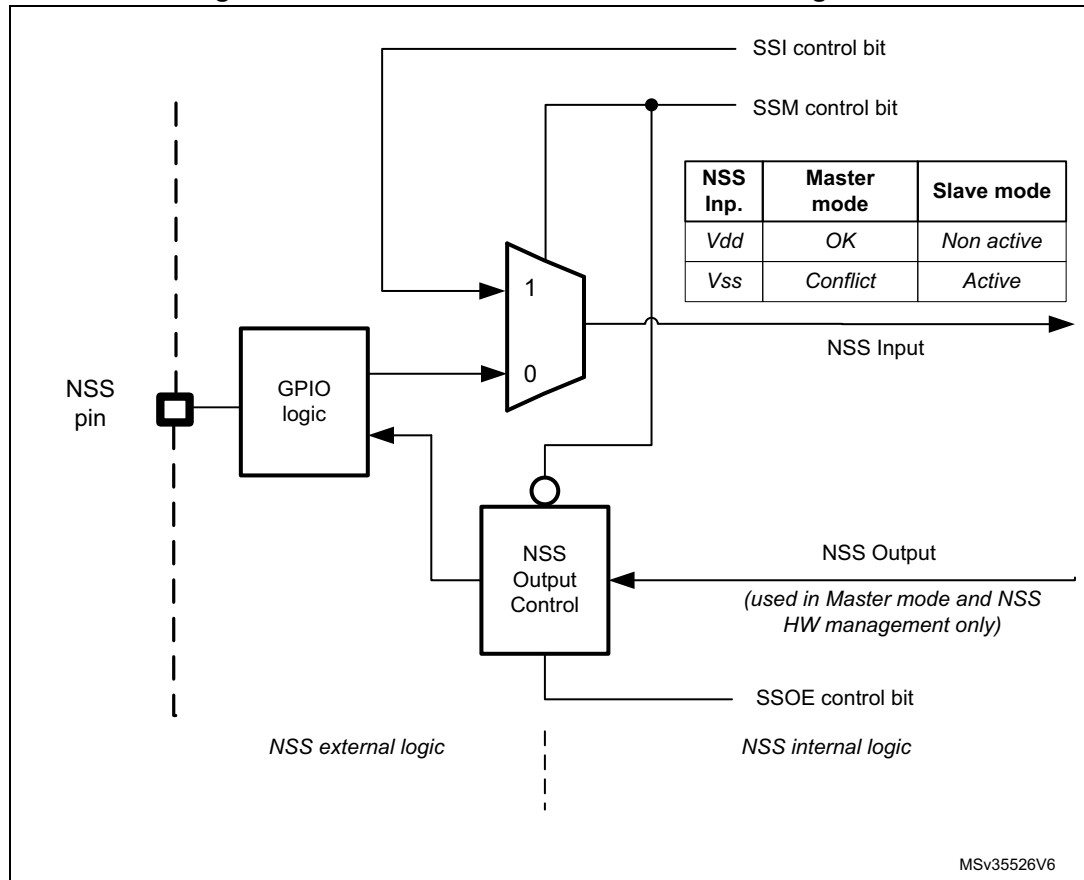 SSI control bit
SSM control bit
NSS Inp. Master mode Slave mode
Vdd OK Non active
Vss Conflict Active
1
NSS Input
0
GPIO
logic
NSS
pin
NSS
Output
Control
NSS Output
(used in Master mode and NSS
HW management only)
SSOE control bit
NSS external logic
NSS internal logic
MSv35526V6